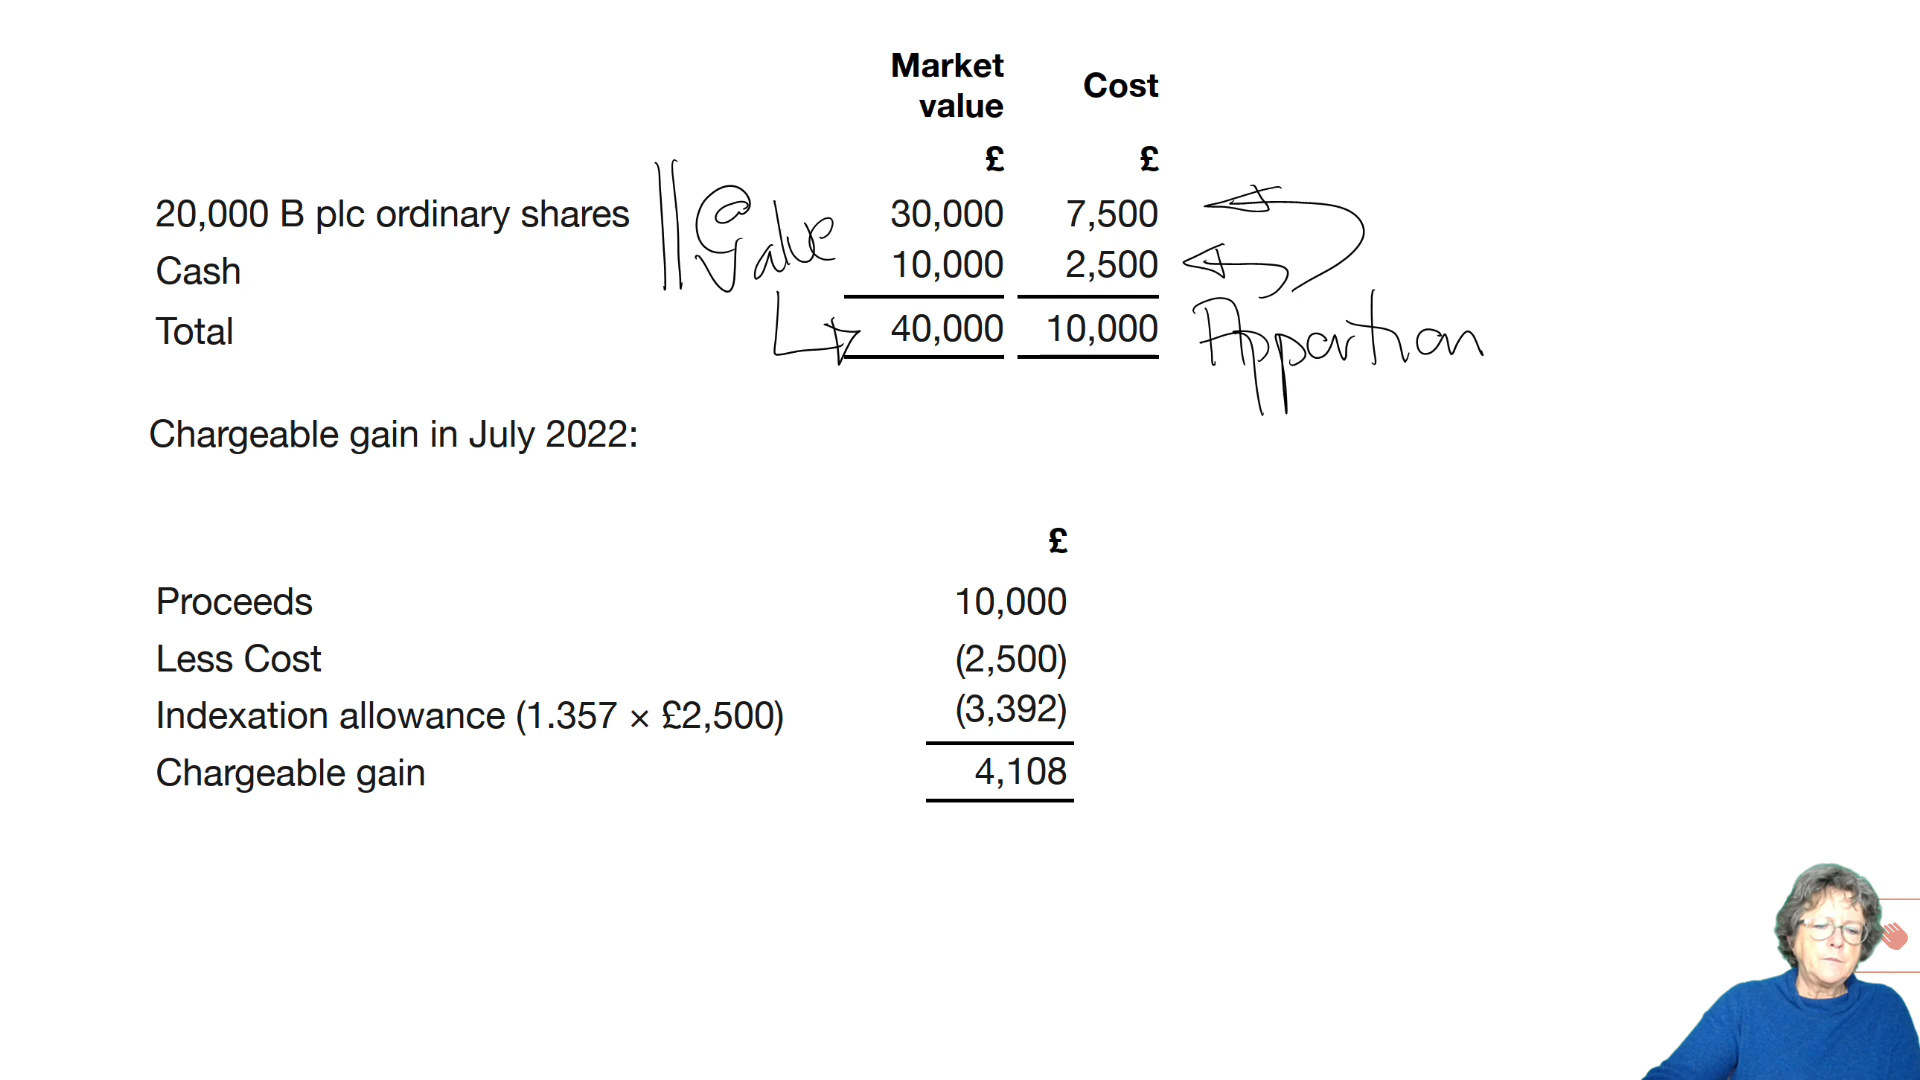 Market value
Cost
£ £
20,000 B plc ordinary shares 30,000 7,500
Cash 10,000 2,500
Total 40,000 10,000
Value
Apportion
Chargeable gain in July 2022:
£
Proceeds 10,000
Less Cost (2,500)
Indexation allowance (1.357 × £2,500) (3,392)
Chargeable gain 4,108